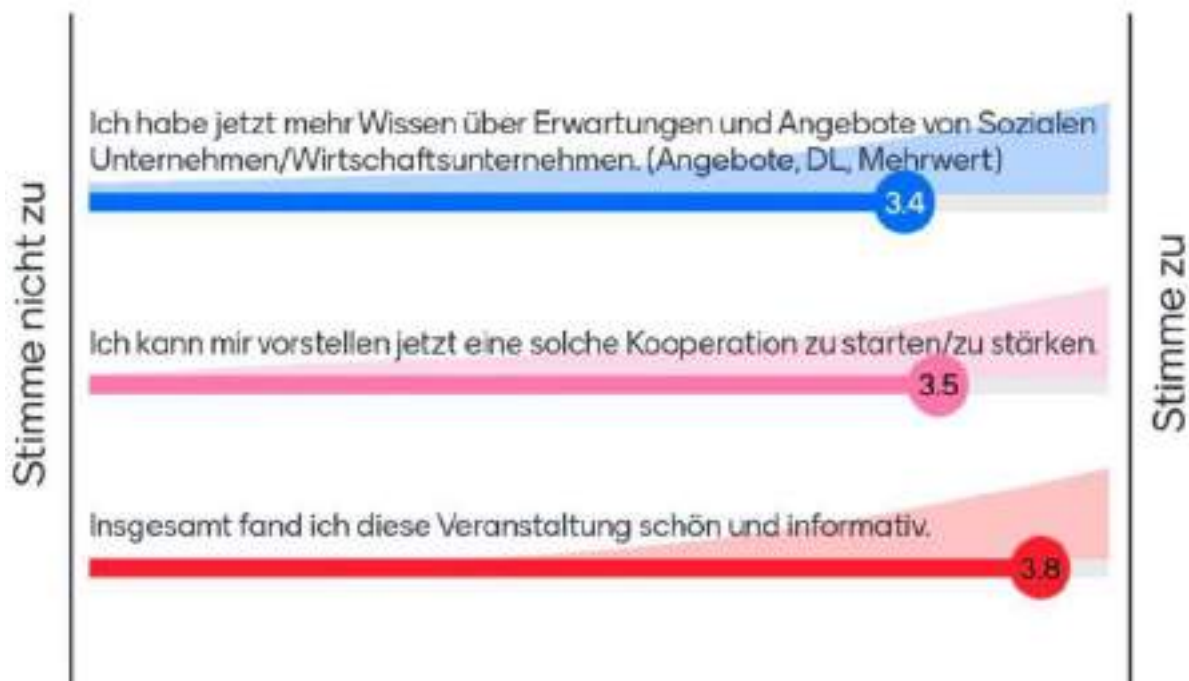 Stimme nicht zu
Ich habe jetzt mehr Wissen über Erwartungen und Angebote von Sozialen
Unternehmen/Wirtschaftsunternehmen. (Angebote, DL, Mehrwert)
3.4
Ich kann mir vorstellen jetzt eine solche Kooperation zu starten/zu stärken.
3.5
Insgesamt fand ich diese Veranstaltung schön und informativ.
3.8
Stimme zu